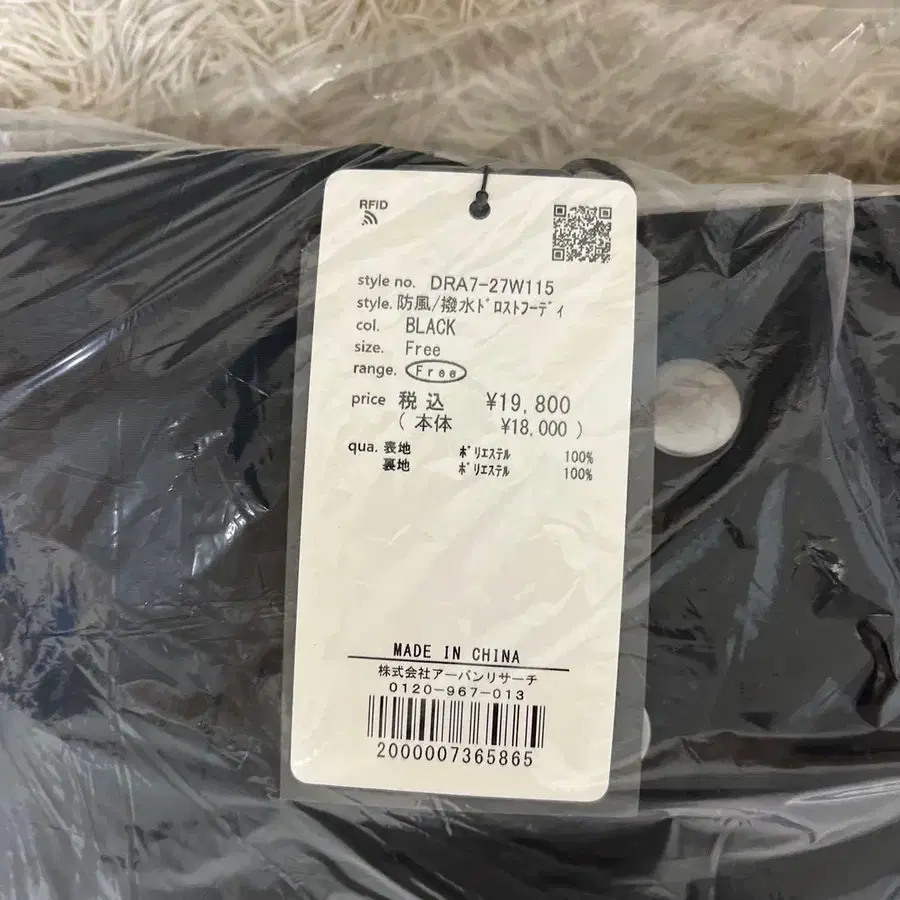 RFID
style no. DRA7-27W115
style. 防風/撥水ﾄﾞﾛｽﾄﾌｰﾃﾞｨ
col. BLACK
size. Free
range. Free
price 税込 ¥19,800
( 本体 ¥18,000 )
qua. 表地 ﾎﾟﾘｴｽﾃﾙ 100%
裏地 ﾎﾟﾘｴｽﾃﾙ 100%
MADE IN CHINA
株式会社アーバンリサーチ
0120-967-013
2000007365865